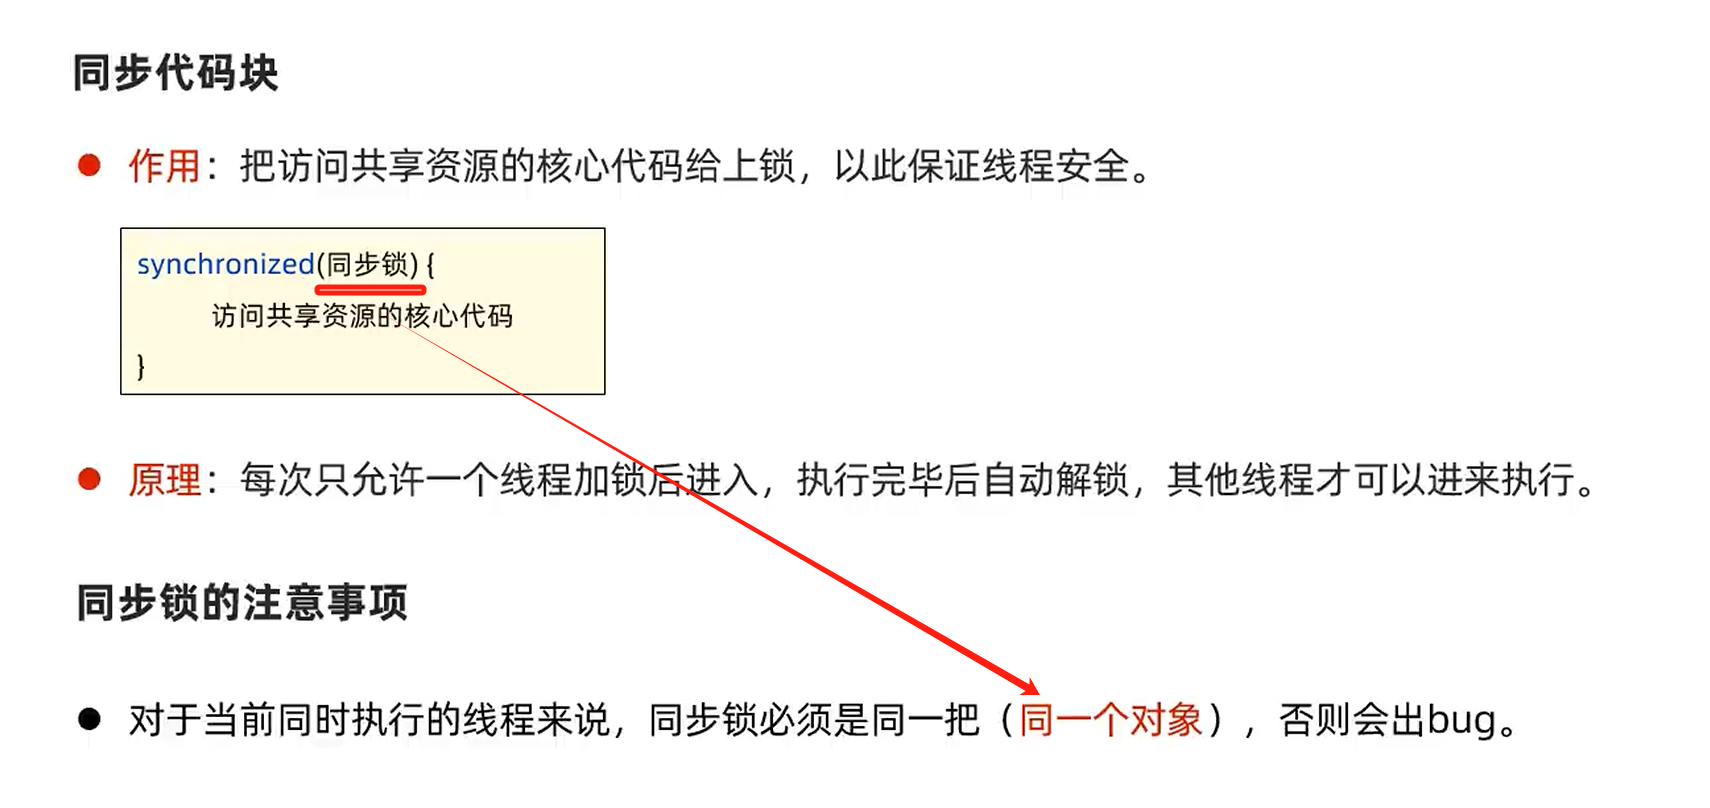 同步代码块
作用：把访问共享资源的核心代码给上锁，以此保证线程安全。
synchronized(同步锁) {
访问共享资源的核心代码
}
原理：每次只允许一个线程加锁后进入，执行完毕后自动解锁，其他线程才可以进来执行。
同步锁的注意事项
对于当前同时执行的线程来说，同步锁必须是同一把（同一个对象），否则会出bug。